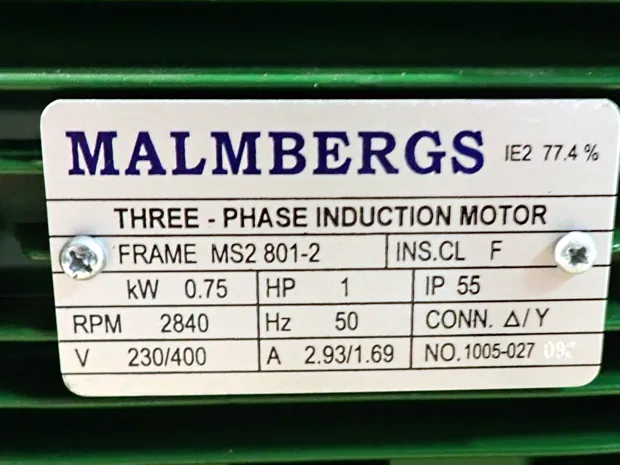 MALMBERGS IE2 77.4 %
THREE - PHASE INDUCTION MOTOR
FRAME MS2 801-2 INS.CL F
kW 0.75 HP 1 IP 55
RPM 2840 Hz 50 CONN. Δ/Y
V 230/400 A 2.93/1.69 NO.1005-027 092